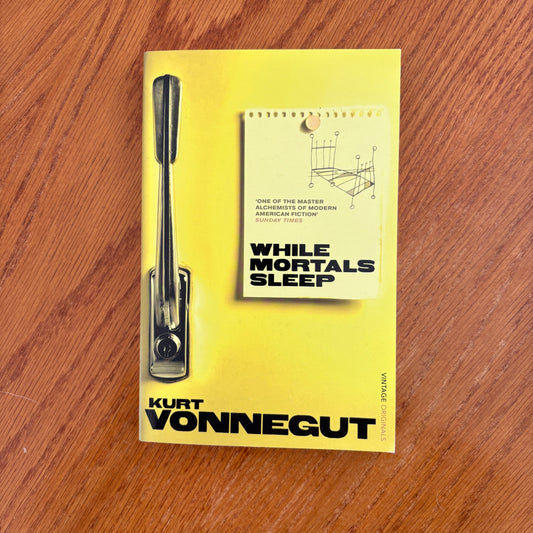 'ONE OF THE MASTER
ALCHEMISTS OF MODERN
AMERICAN FICTION'
SUNDAY TIMES
WHILE
MORTALS
SLEEP
KURT
VONNEGUT
VINTAGE ORIGINALS